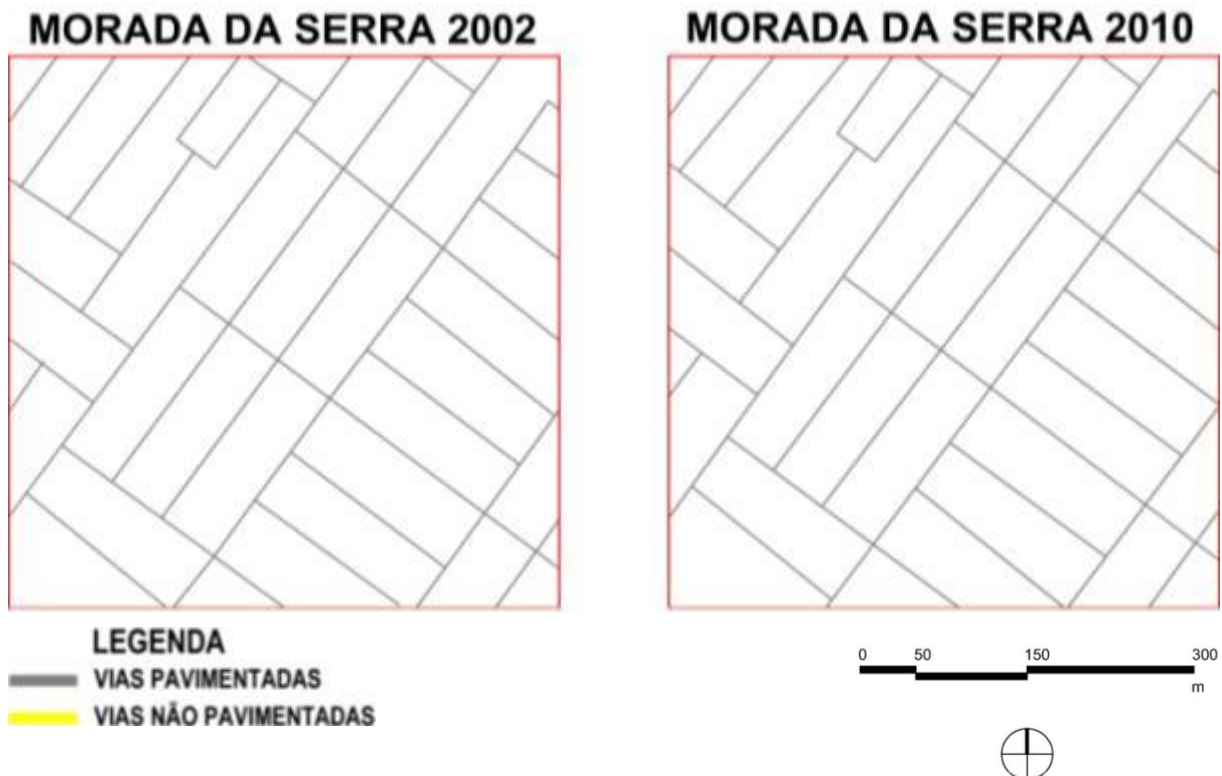 MORADA DA SERRA 2002
MORADA DA SERRA 2010
LEGENDA
VIAS PAVIMENTADAS
VIAS NÃO PAVIMENTADAS
0 50 150 300
m